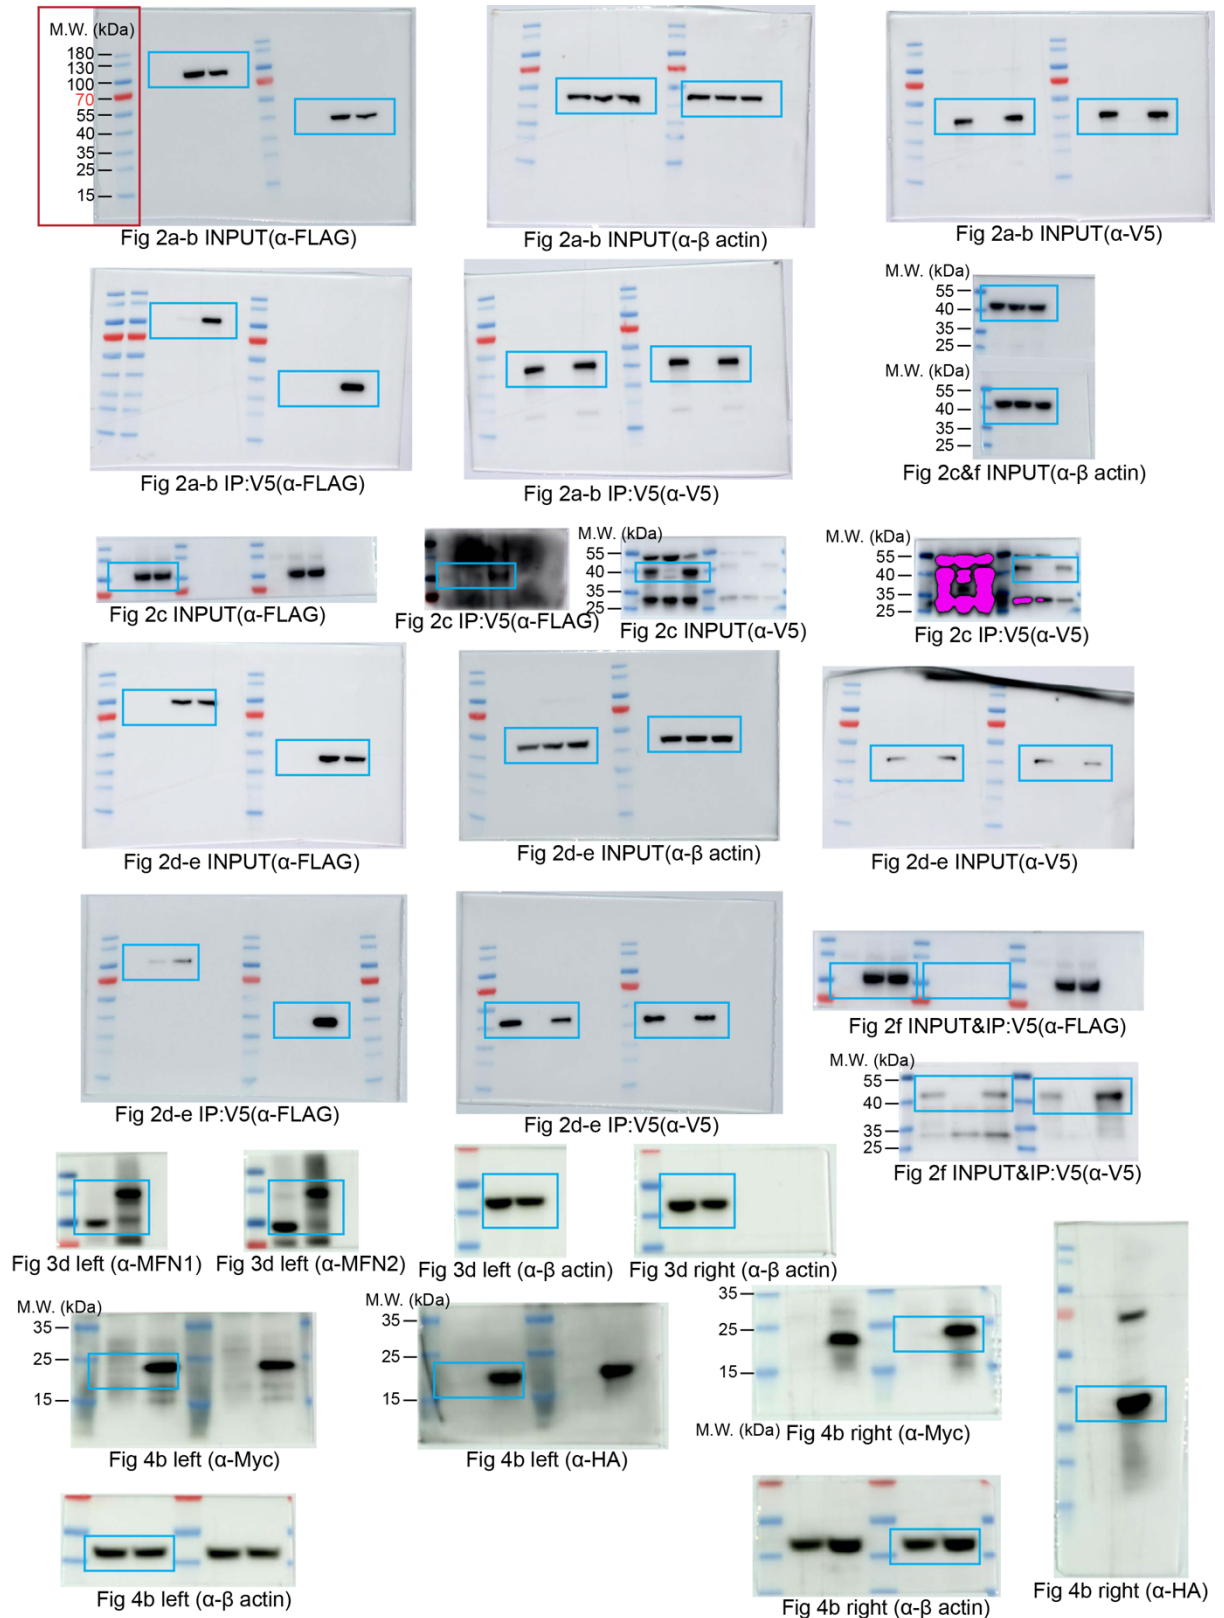 M.W. (kDa)
180
130
100
70
55
40
35
25
15
Fig 2a-b INPUT(α-FLAG)
Fig 2a-b INPUT(α-β actin)
Fig 2a-b INPUT(α-V5)
Fig 2a-b IP:V5(α-FLAG)
Fig 2a-b IP:V5(α-V5)
M.W. (kDa)
55
40
35
25
M.W. (kDa)
55
40
35
25
Fig 2c&f INPUT(α-β actin)
Fig 2c INPUT(α-FLAG)
Fig 2c IP:V5(α-FLAG)
M.W. (kDa)
55
40
35
25
Fig 2c INPUT(α-V5)
M.W. (kDa)
55
40
35
25
Fig 2c IP:V5(α-V5)
Fig 2d-e INPUT(α-FLAG)
Fig 2d-e INPUT(α-β actin)
Fig 2d-e INPUT(α-V5)
Fig 2d-e IP:V5(α-FLAG)
Fig 2d-e IP:V5(α-V5)
Fig 2f INPUT&IP:V5(α-FLAG)
M.W. (kDa)
55
40
35
25
Fig 2f INPUT&IP:V5(α-V5)
Fig 3d left (α-MFN1)
Fig 3d left (α-MFN2)
Fig 3d left (α-β actin)
Fig 3d right (α-β actin)
M.W. (kDa)
35
25
15
Fig 4b left (α-Myc)
M.W. (kDa)
35
25
15
Fig 4b left (α-HA)
M.W. (kDa)
35
25
15
M.W. (kDa)
Fig 4b right (α-Myc)
Fig 4b left (α-β actin)
Fig 4b right (α-β actin)
Fig 4b right (α-HA)